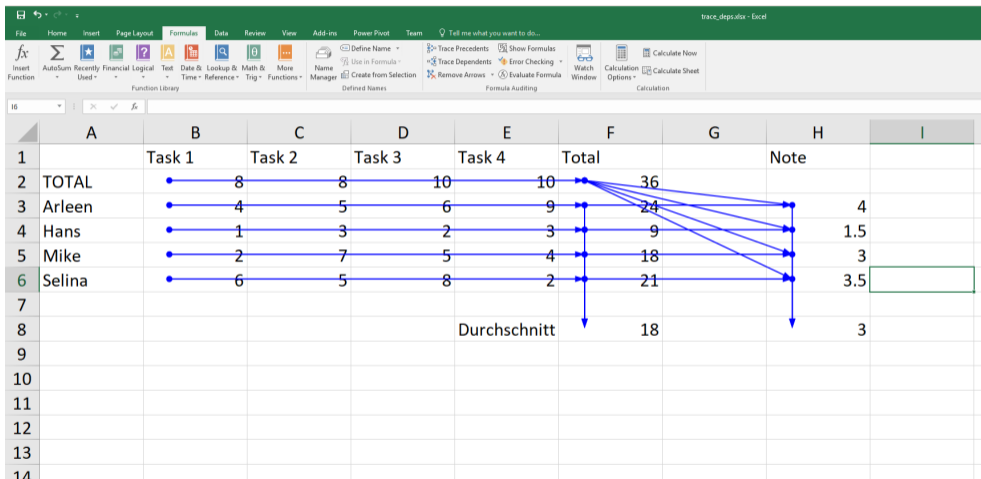 trace_deps.xlsx - Excel
File Home Insert Page Layout Formulas Data Review View Add-ins Power Pivot Team Tell me what you want to do...
fx Insert Function
AutoSum
Recently Used
Financial
Logical
Text
Date & Time
Lookup & Reference
Math & Trig
More Functions
Function Library
Name Manager
Define Name
Use in Formula
Create from Selection
Defined Names
Trace Precedents Show Formulas
Trace Dependents Error Checking
Remove Arrows Evaluate Formula
Formula Auditing
Watch Window
Calculation Options
Calculate Now
Calculate Sheet
Calculation
I6 fx
A B C D E F G H I
1 Task 1 Task 2 Task 3 Task 4 Total Note
2 TOTAL 8 8 10 10 36
3 Arleen 4 5 6 9 24 4
4 Hans 1 3 2 3 9 1.5
5 Mike 2 7 5 4 18 3
6 Selina 6 5 8 2 21 3.5
7
8 Durchschnitt 18 3
9
10
11
12
13
14